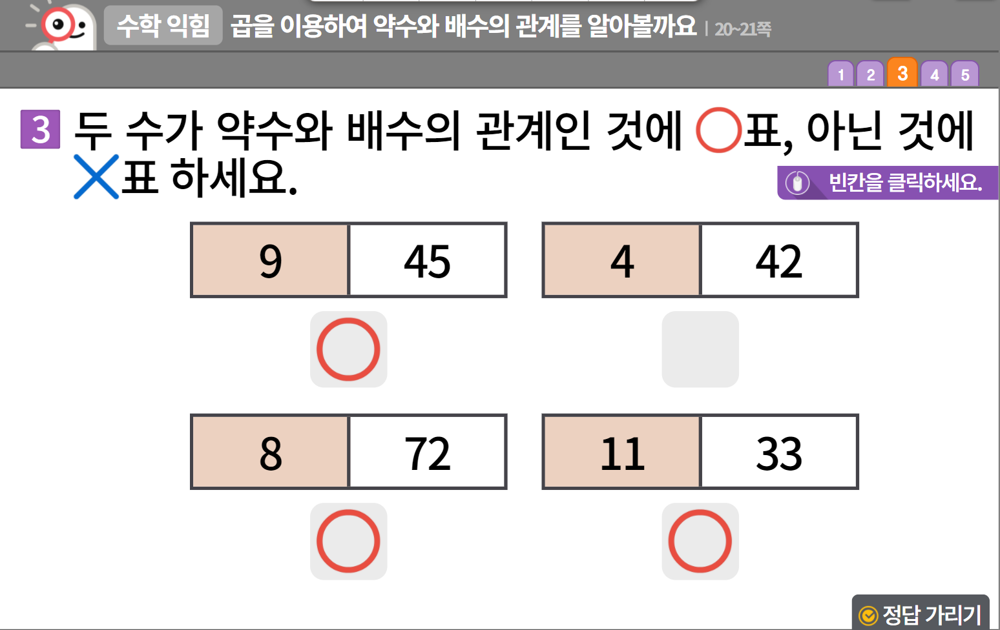 수학 익힘 곱을 이용하여 약수와 배수의 관계를 알아볼까요 | 20~21쪽
1 2 3 4 5
3 두 수가 약수와 배수의 관계인 것에 ○표, 아닌 것에
×표 하세요.
빈칸을 클릭하세요.
9 45 4 42
8 72 11 33
정답 가리기